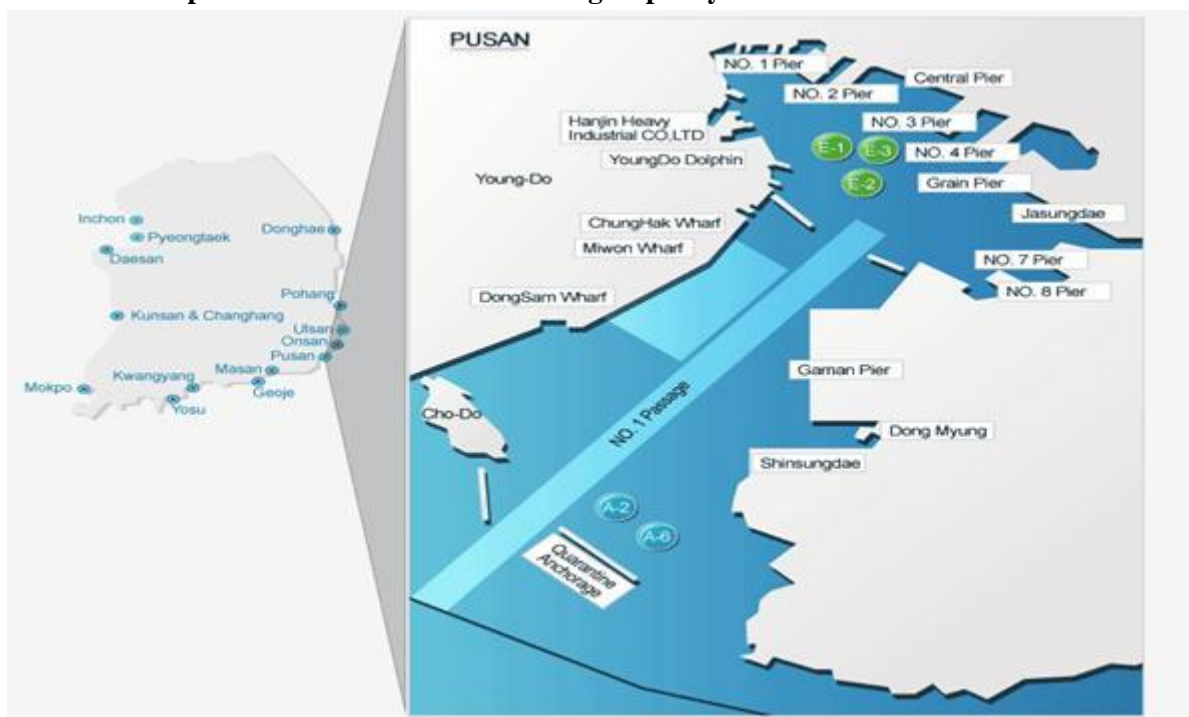 PUSAN
NO. 1 Pier
Central Pier
NO. 2 Pier
Hanjin Heavy
Industrial CO,LTD
NO. 3 Pier
E-1
E-3
NO. 4 Pier
YoungDo Dolphin
Young-Do
E-2
Grain Pier
Jasungdae
ChungHak Wharf
Miwon Wharf
NO. 7 Pier
NO. 8 Pier
DongSam Wharf
Gaman Pier
NO. 1 Passage
Cho-Do
Dong Myung
Shinsungdae
A-2
A-6
Quarantine
Anchorage
Inchon
Pyeongtaek
Donghae
Daesan
Pohang
Kunsan & Changhang
Ulsan
Onsan
Pusan
Masan
Kwangyang
Geoje
Mokpo
Yosu